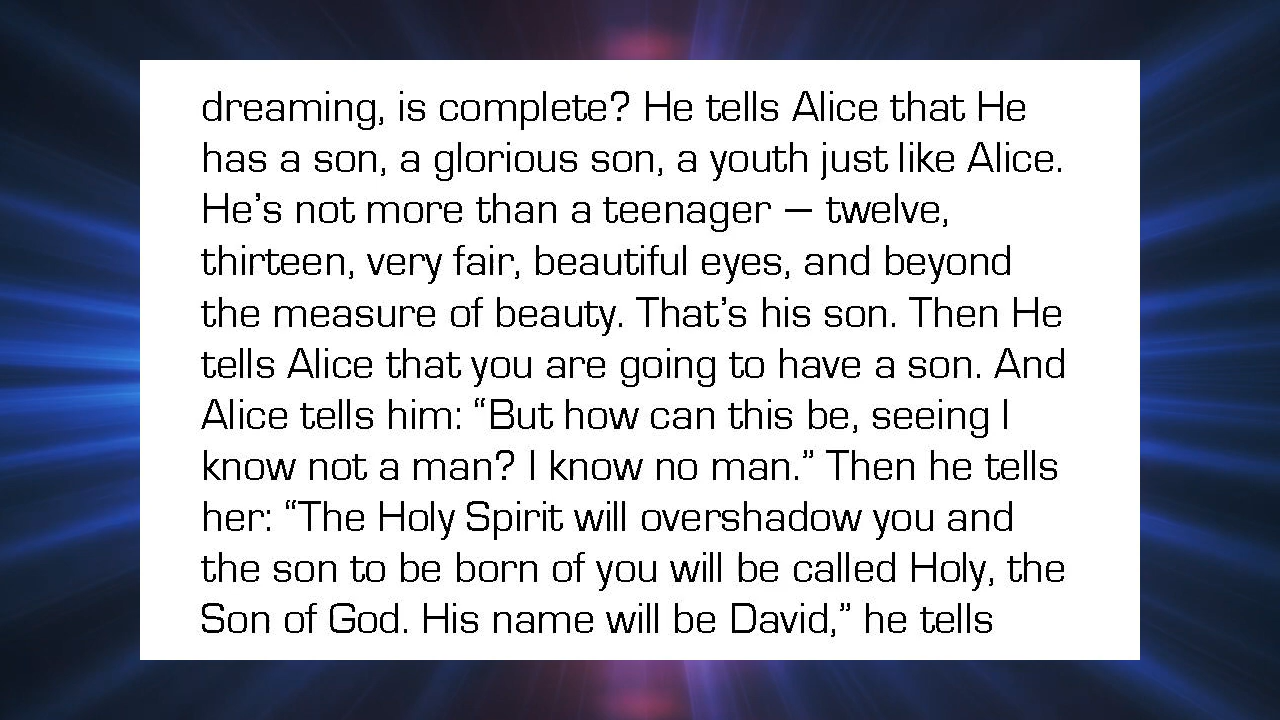 dreaming, is complete? He tells Alice that He
has a son, a glorious son, a youth just like Alice.
He’s not more than a teenager — twelve,
thirteen, very fair, beautiful eyes, and beyond
the measure of beauty. That’s his son. Then He
tells Alice that you are going to have a son. And
Alice tells him: “But how can this be, seeing I
know not a man? I know no man.” Then he tells
her: “The Holy Spirit will overshadow you and
the son to be born of you will be called Holy, the
Son of God. His name will be David,” he tells